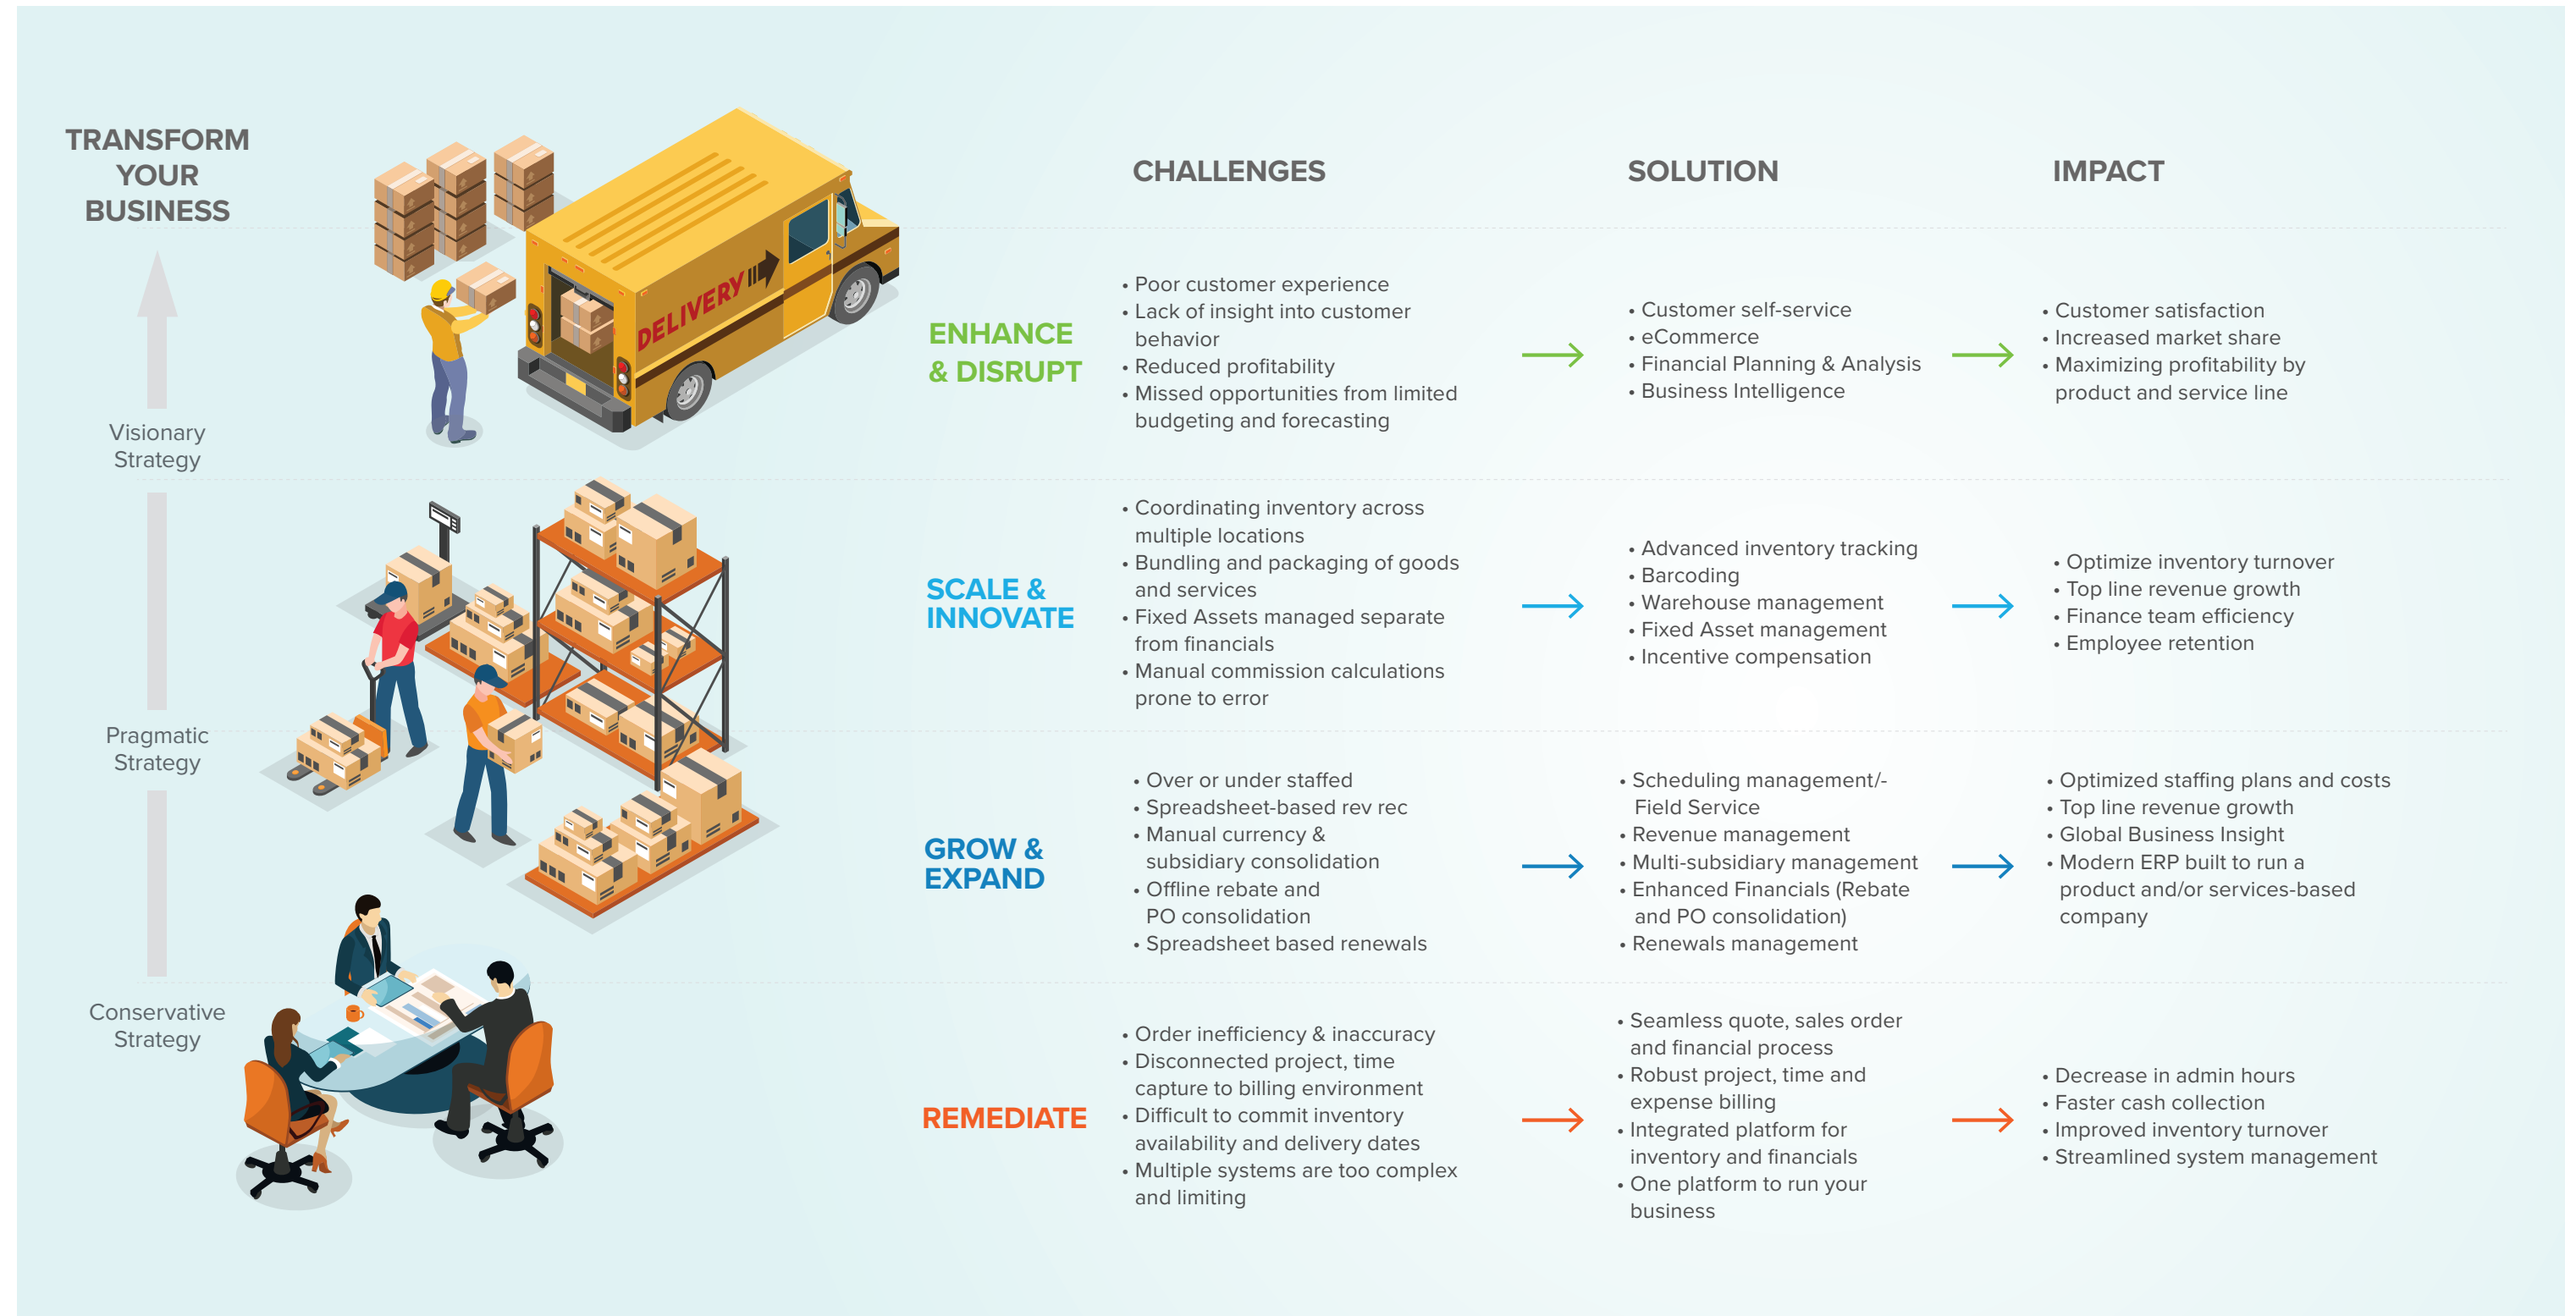 TRANSFORM
YOUR
BUSINESS
Visionary
Strategy
Pragmatic
Strategy
Conservative
Strategy
DELIVERY
CHALLENGES
SOLUTION
IMPACT
ENHANCE
& DISRUPT
• Poor customer experience
• Lack of insight into customer
behavior
• Reduced profitability
• Missed opportunities from limited
budgeting and forecasting
• Customer self-service
• eCommerce
• Financial Planning & Analysis
• Business Intelligence
• Customer satisfaction
• Increased market share
• Maximizing profitability by
product and service line
SCALE &
INNOVATE
• Coordinating inventory across
multiple locations
• Bundling and packaging of goods
and services
• Fixed Assets managed separate
from financials
• Manual commission calculations
prone to error
• Advanced inventory tracking
• Barcoding
• Warehouse management
• Fixed Asset management
• Incentive compensation
• Optimize inventory turnover
• Top line revenue growth
• Finance team efficiency
• Employee retention
GROW &
EXPAND
• Over or under staffed
• Spreadsheet-based rev rec
• Manual currency &
subsidiary consolidation
• Offline rebate and
PO consolidation
• Spreadsheet based renewals
• Scheduling management/-
Field Service
• Revenue management
• Multi-subsidiary management
• Enhanced Financials (Rebate
and PO consolidation)
• Renewals management
• Optimized staffing plans and costs
• Top line revenue growth
• Global Business Insight
• Modern ERP built to run a
product and/or services-based
company
REMEDIATE
• Order inefficiency & inaccuracy
• Disconnected project, time
capture to billing environment
• Difficult to commit inventory
availability and delivery dates
• Multiple systems are too complex
and limiting
• Seamless quote, sales order
and financial process
• Robust project, time and
expense billing
• Integrated platform for
inventory and financials
• One platform to run your
business
• Decrease in admin hours
• Faster cash collection
• Improved inventory turnover
• Streamlined system management